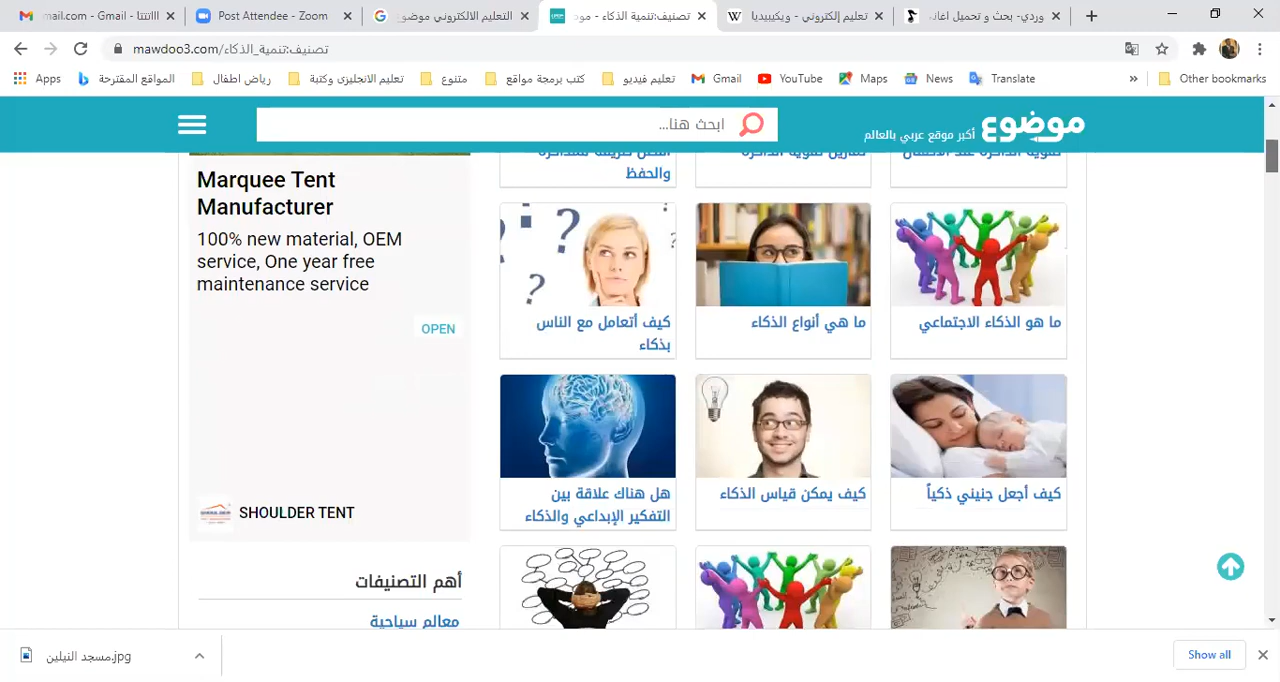 mail.com - Gmail - اااتتتا
Post Attendee - Zoom
التعليم الالكتروني موضوع
تصنيف:تنمية الذكاء - مود
تعليم إلكتروني - ويكيبيديا
وردي- بحث و تحميل اغان
mawdoo3.com/تصنيف:تنمية_الذكاء
Apps
المواقع المقترحة
رياض اطفال
تعليم الانجليزى وكتبة
متنوع
كتب برمجة مواقع
تعليم فيديو
Gmail
YouTube
Maps
News
Translate
»
Other bookmarks
موضوع
أكبر موقع عربي بالعالم
ابحث هنا...
والحفظ
Marquee Tent
Manufacturer
100% new material, OEM
service, One year free
maintenance service
OPEN
SHOULDER TENT
ما هو الذكاء الاجتماعي
ما هي أنواع الذكاء
كيف أتعامل مع الناس
بذكاء
كيف أجعل جنيني ذكياً
كيف يمكن قياس الذكاء
هل هناك علاقة بين
التفكير الإبداعي والذكاء
أهم التصنيفات
معالم سياحية
مسجد النيلين.jpg
Show all